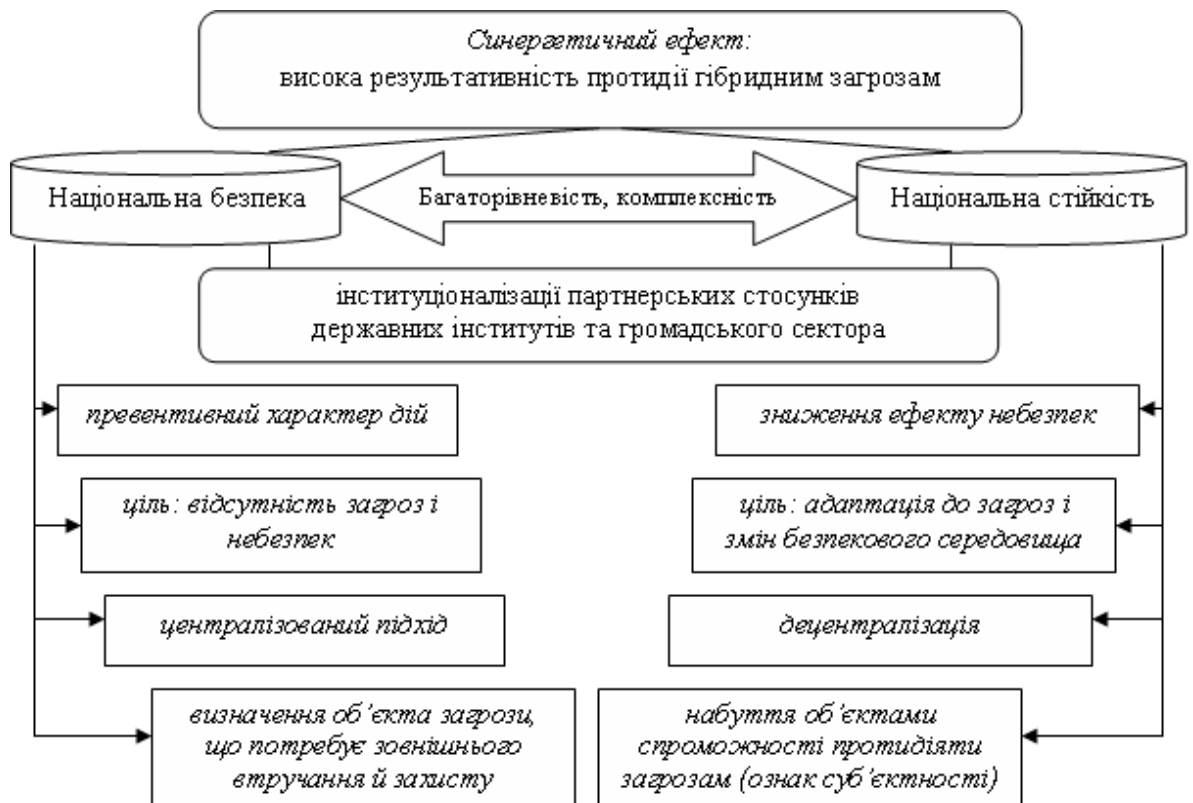 Синергетичний ефект:
висока результативність протидії гібридним загрозам
Національна безпека
Багаторівневість, комплексність
Національна стійкість
інституціоналізації партнерських стосунків
державних інститутів та громадського сектора
превентивний характер дій
зниження ефекту небезпек
ціль: відсутність загроз і
небезпек
ціль: адаптація до загроз і
змін безпекового середовища
централізований підхід
децентралізація
визначення об’єкта загрози,
що потребує зовнішнього
втручання й захисту
набуття об’єктами
спроможності протидіяти
загрозам (ознак суб’єктності)